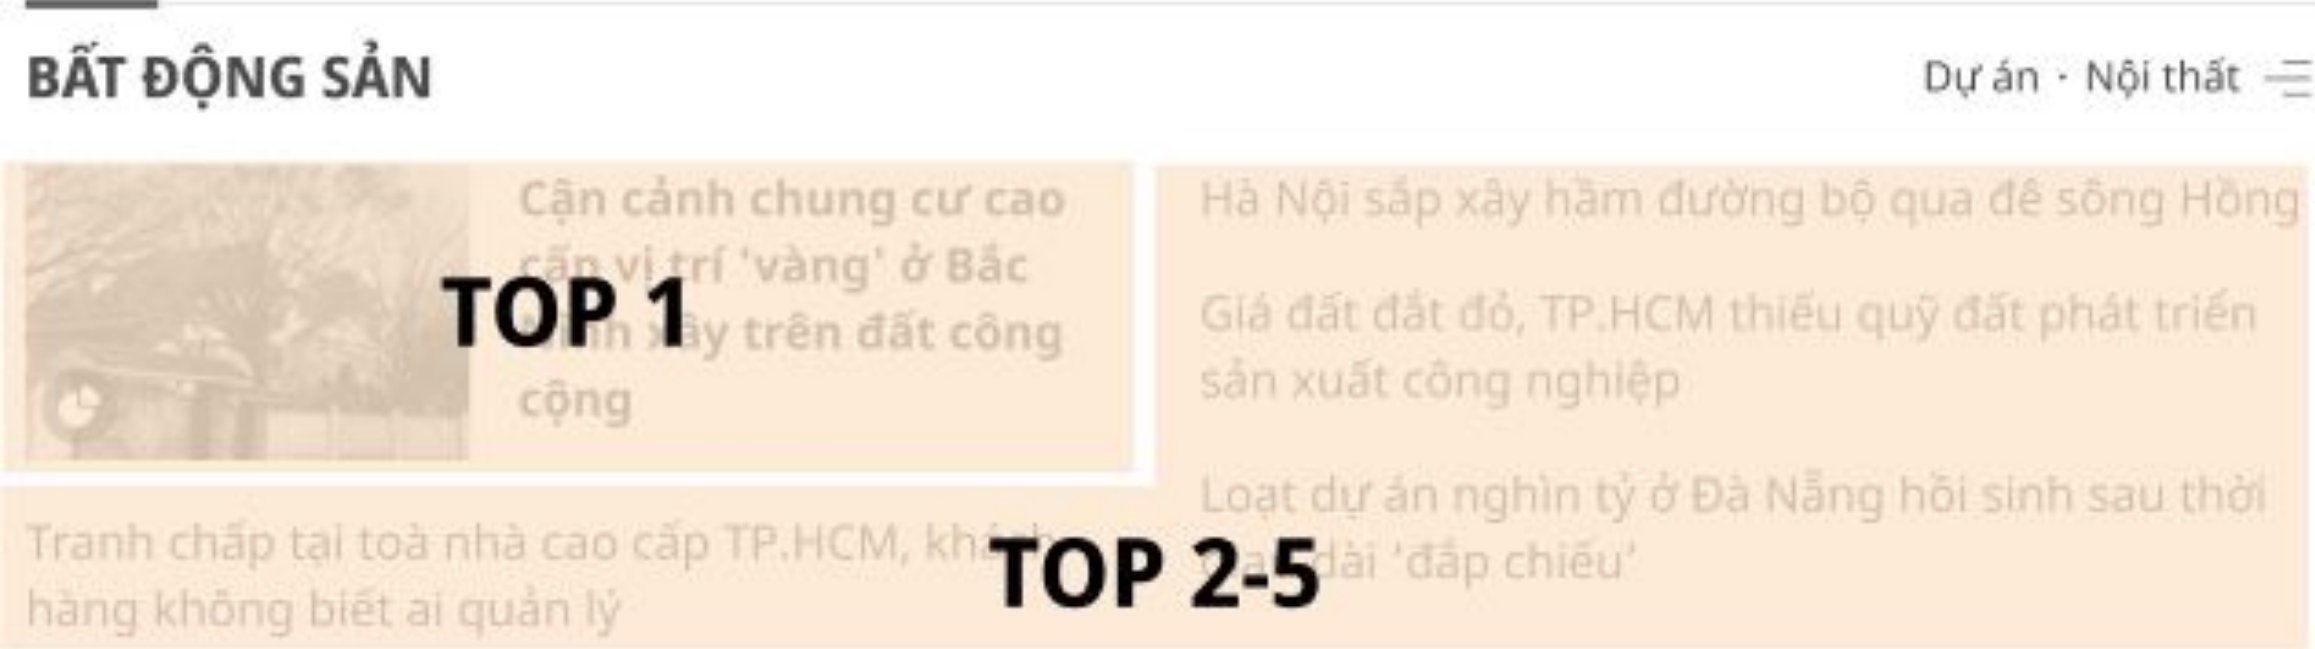 BẤT ĐỘNG SẢN
Dự án · Nội thất
Cận cảnh chung cư cao
cấp vị trí 'vàng' ở Bắc
xây trên đất công
cộng
TOP 1
Hà Nội sắp xây hầm đường bộ qua đê sông Hồng
Giá đất đắt đỏ, TP.HCM thiếu quỹ đất phát triển
sản xuất công nghiệp
Loạt dự án nghìn tỷ ở Đà Nẵng hồi sinh sau thời
dài 'đắp chiếu'
Tranh chấp tại toà nhà cao cấp TP.HCM, khách
hàng không biết ai quản lý
TOP 2-5